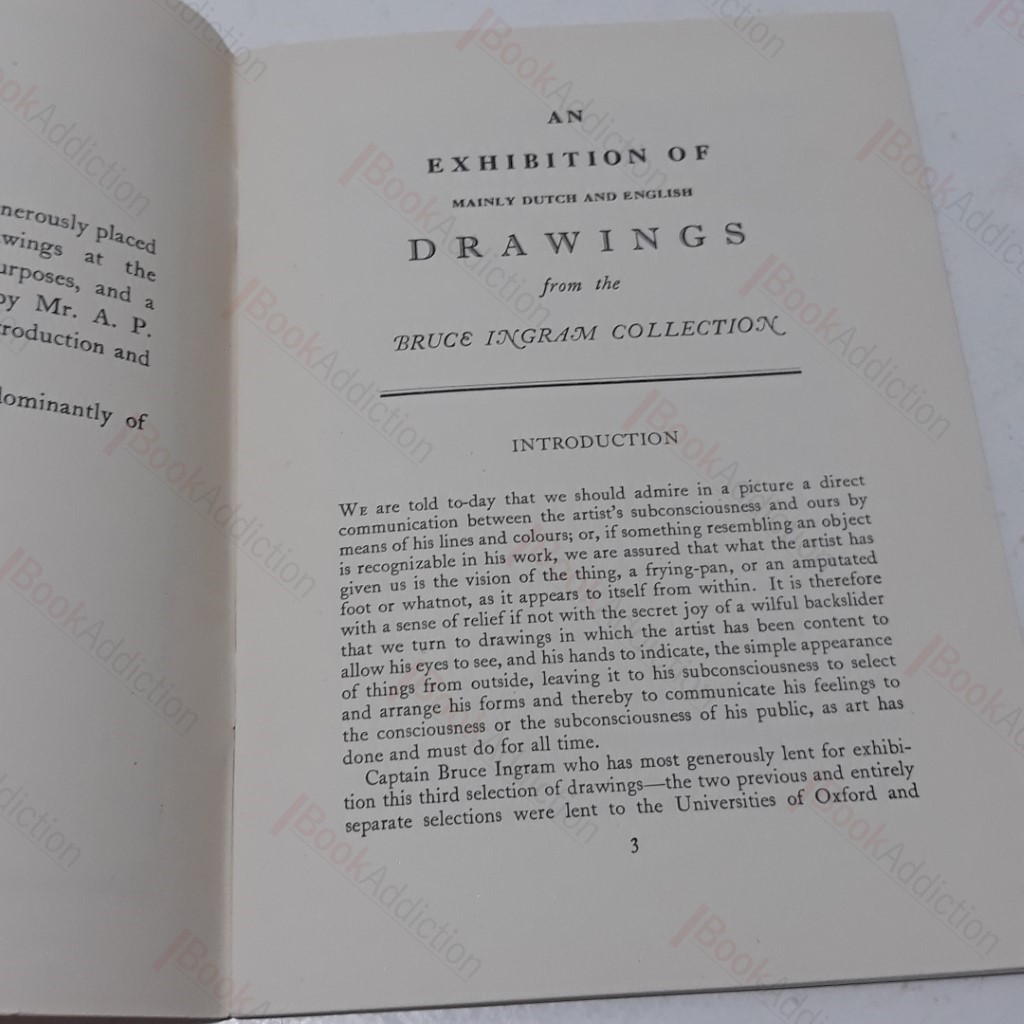 nerously placed
wings at the
urposes, and a
by Mr. A. P.
roduction and
dominantly of
AN
EXHIBITION OF
MAINLY DUTCH AND ENGLISH
DRAWINGS
from the
BRUCE INGRAM COLLECTION
INTRODUCTION
WE are told to-day that we should admire in a picture a direct
communication between the artist's subconsciousness and ours by
means of his lines and colours; or, if something resembling an object
is recognizable in his work, we are assured that what the artist has
given us is the vision of the thing, a frying-pan, or an amputated
foot or whatnot, as it appears to itself from within. It is therefore
with a sense of relief if not with the secret joy of a wilful backslider
that we turn to drawings in which the artist has been content to
allow his eyes to see, and his hands to indicate, the simple appearance
of things from outside, leaving it to his subconsciousness to select
and arrange his forms and thereby to communicate his feelings to
the consciousness or the subconsciousness of his public, as art has
done and must do for all time.
Captain Bruce Ingram who has most generously lent for exhibi-
tion this third selection of drawings—the two previous and entirely
separate selections were lent to the Universities of Oxford and
3
BookAddiction